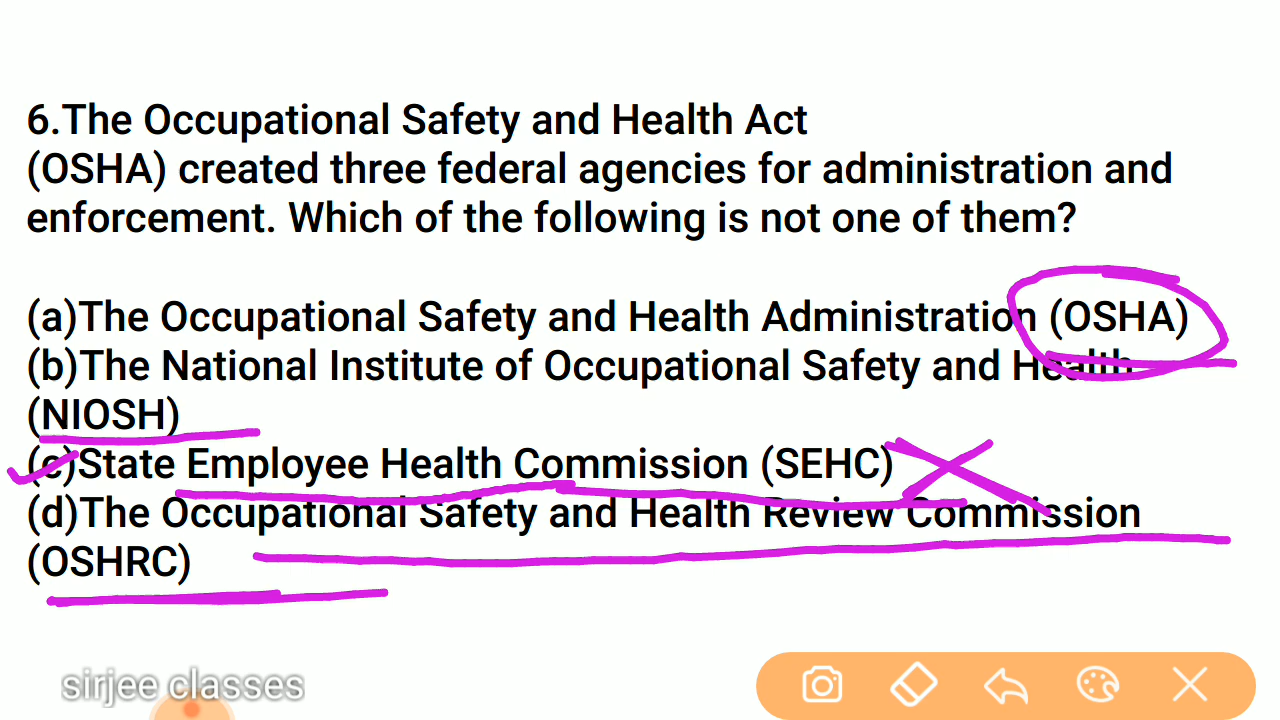 6.The Occupational Safety and Health Act
(OSHA) created three federal agencies for administration and
enforcement. Which of the following is not one of them?
(a)The Occupational Safety and Health Administration (OSHA)
(b)The National Institute of Occupational Safety and Health
(NIOSH)
(c)State Employee Health Commission (SEHC)
(d)The Occupational Safety and Health Review Commission
(OSHRC)
sirjee classes